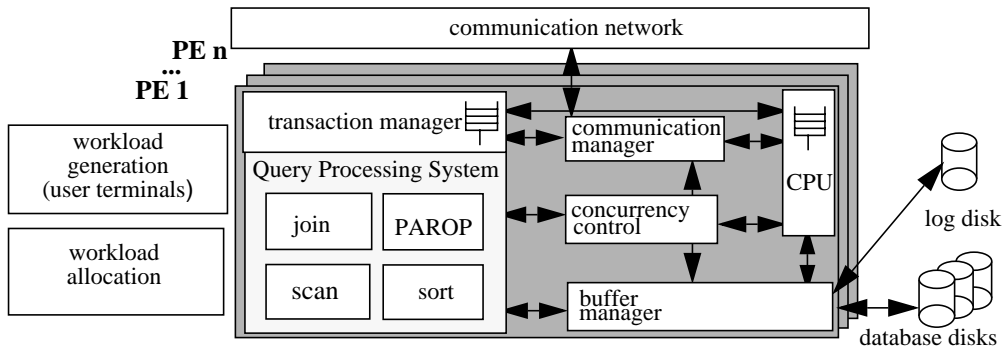 communication network
PE n
...
PE 1
transaction manager
communication
manager
CPU
workload
generation
(user terminals)
Query Processing System
join
PAROP
concurrency
control
log disk
workload
allocation
scan
sort
buffer
manager
database disks